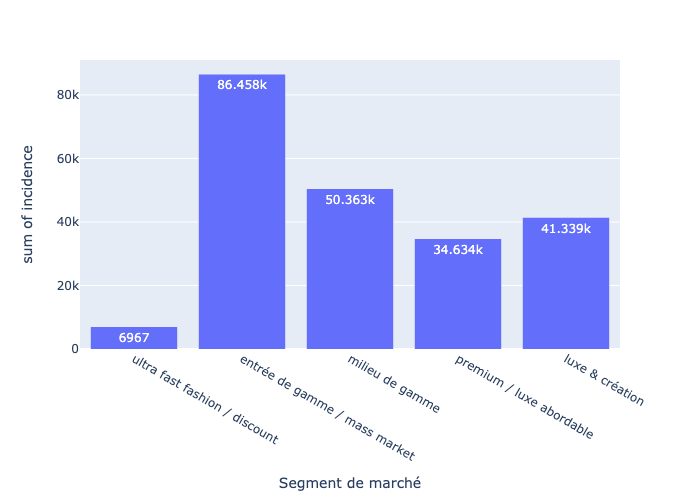 86.458k
80k
60k
50.363k
41.339k
40k
34.634k
20k
6967
0
sum of incidence
ultra fast fashion / discount
entrée de gamme / mass market
milieu de gamme
premium / luxe abordable
luxe & création
Segment de marché